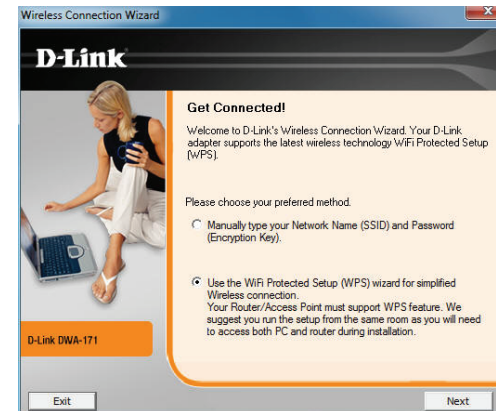 Wireless Connection Wizard
D-Link
Get Connected!
Welcome to D-Link's Wireless Connection Wizard. Your D-Link
adapter supports the latest wireless technology WiFi Protected Setup
(WPS).
Please choose your preferred method.
Manually type your Network Name (SSID) and Password
(Encryption Key).
Use the WiFi Protected Setup (WPS) wizard for simplified
Wireless connection.
Your Router/Access Point must support WPS feature. We
suggest you run the setup from the same room as you will need
to access both PC and router during installation.
D-Link DWA-171
Exit
Next